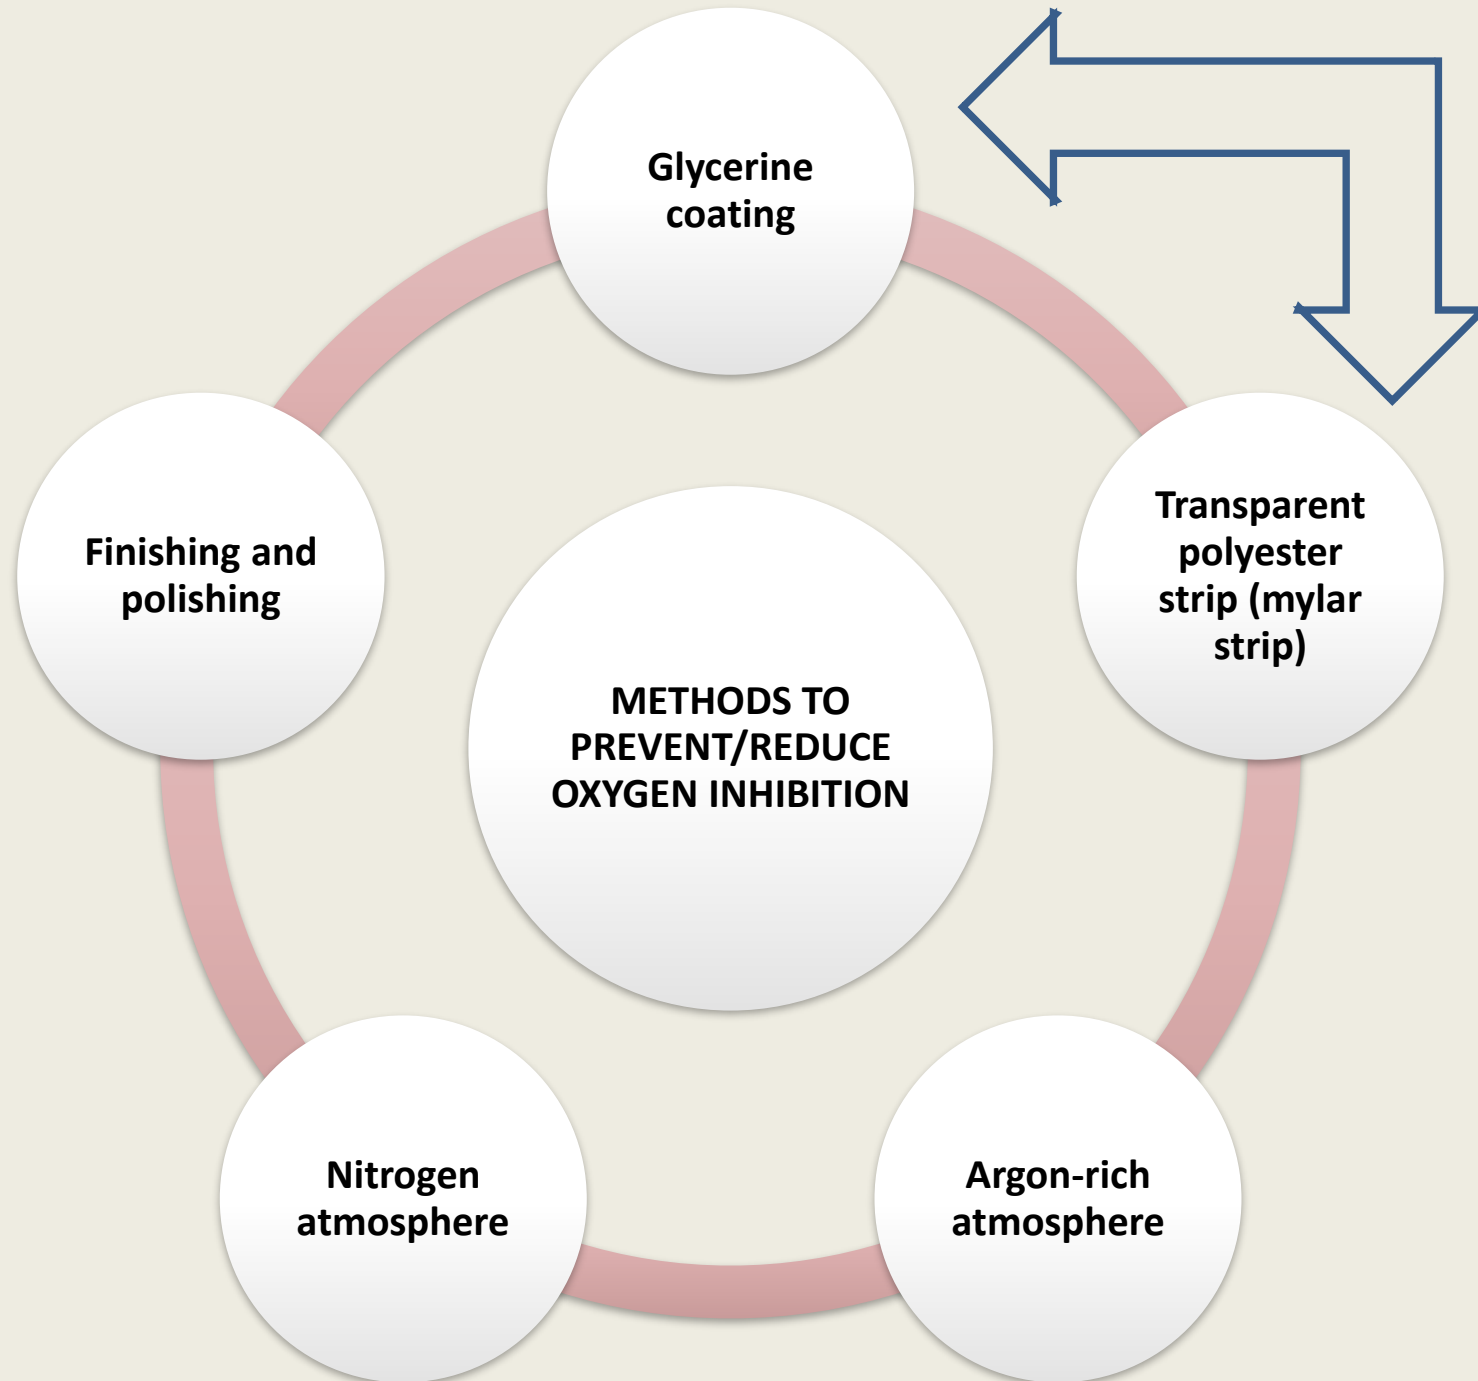 Glycerine
coating
Transparent
polyester
strip (mylar
strip)
Argon-rich
atmosphere
Nitrogen
atmosphere
Finishing and
polishing
METHODS TO
PREVENT/REDUCE
OXYGEN INHIBITION